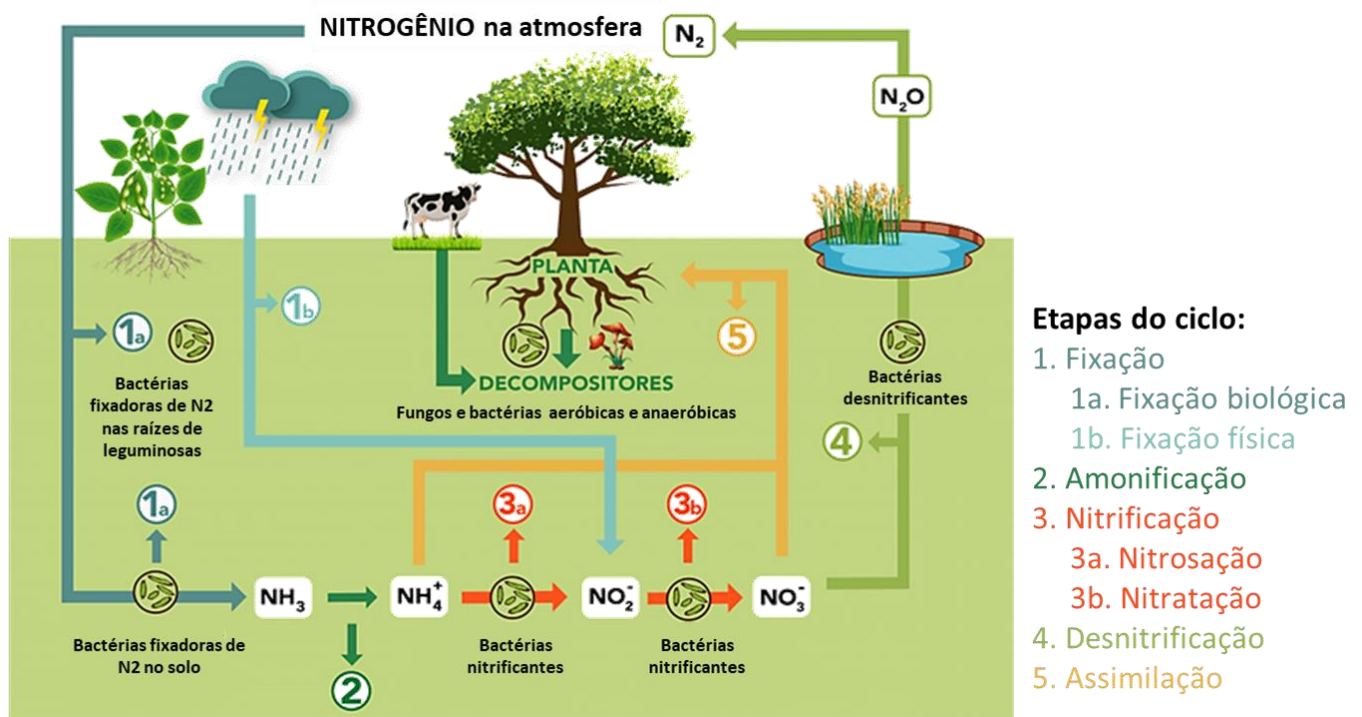 NITROGÊNIO na atmosfera
N₂
N₂O
PLANTA
1a
1b
5
Bactérias
fixadoras de N2
nas raízes de
leguminosas
DECOMPOSITORES
Fungos e bactérias aeróbicas e anaeróbicas
Bactérias
desnitrificantes
4
1a
3a
3b
NH₃
NH₄⁺
NO₂⁻
NO₃⁻
Bactérias fixadoras de
N2 no solo
Bactérias
nitrificantes
Bactérias
nitrificantes
2
Etapas do ciclo:
1. Fixação
1a. Fixação biológica
1b. Fixação física
2. Amonificação
3. Nitrificação
3a. Nitrosação
3b. Nitratação
4. Desnitrificação
5. Assimilação